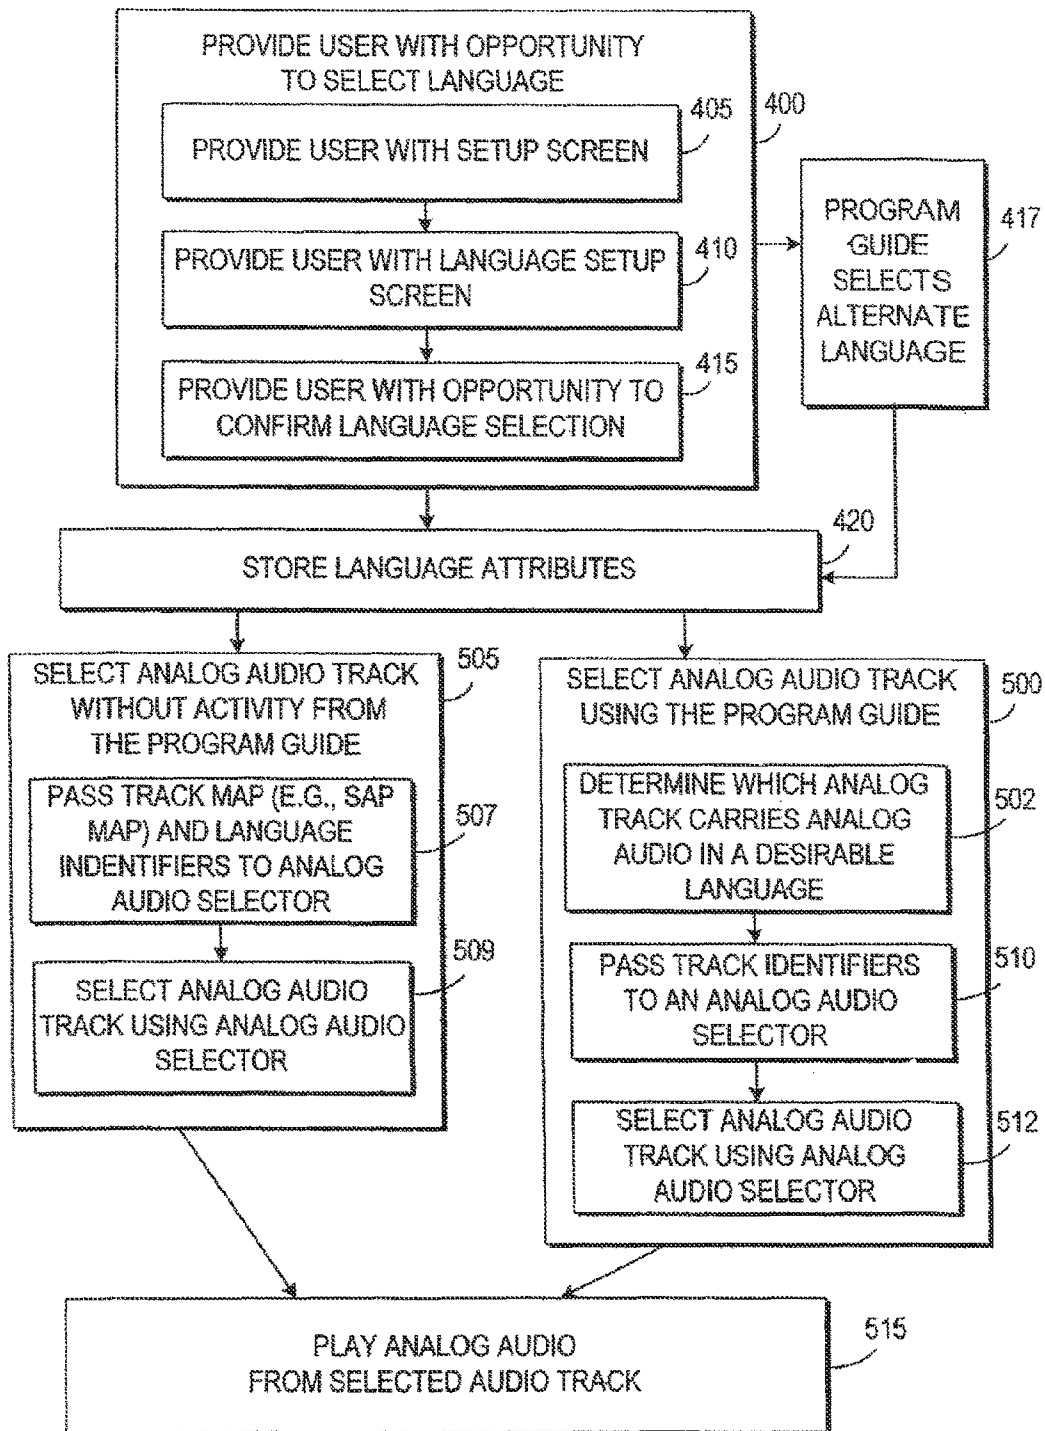 PROVIDE USER WITH OPPORTUNITY
TO SELECT LANGUAGE
400
405
PROVIDE USER WITH SETUP SCREEN
410
PROVIDE USER WITH LANGUAGE SETUP
SCREEN
415
PROVIDE USER WITH OPPORTUNITY TO
CONFIRM LANGUAGE SELECTION
417
PROGRAM
GUIDE
SELECTS
ALTERNATE
LANGUAGE
420
STORE LANGUAGE ATTRIBUTES
505
SELECT ANALOG AUDIO TRACK
WITHOUT ACTIVITY FROM
THE PROGRAM GUIDE
507
PASS TRACK MAP (E.G., SAP
MAP) AND LANGUAGE
INDENTIFIERS TO ANALOG
AUDIO SELECTOR
509
SELECT ANALOG AUDIO
TRACK USING ANALOG AUDIO
SELECTOR
500
SELECT ANALOG AUDIO TRACK
USING THE PROGRAM GUIDE
502
DETERMINE WHICH ANALOG
TRACK CARRIES ANALOG
AUDIO IN A DESIRABLE
LANGUAGE
510
PASS TRACK IDENTIFIERS
TO AN ANALOG AUDIO
SELECTOR
512
SELECT ANALOG AUDIO
TRACK USING ANALOG
AUDIO SELECTOR
515
PLAY ANALOG AUDIO
FROM SELECTED AUDIO TRACK